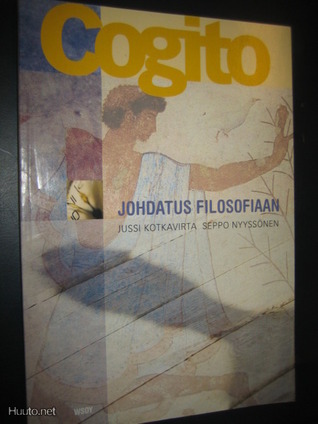 Cogito
JOHDATUS FILOSOFIAAN
JUSSI KOTKAVIRTA SEPPO NYYSSÖNEN
WSOY
Huuto.net